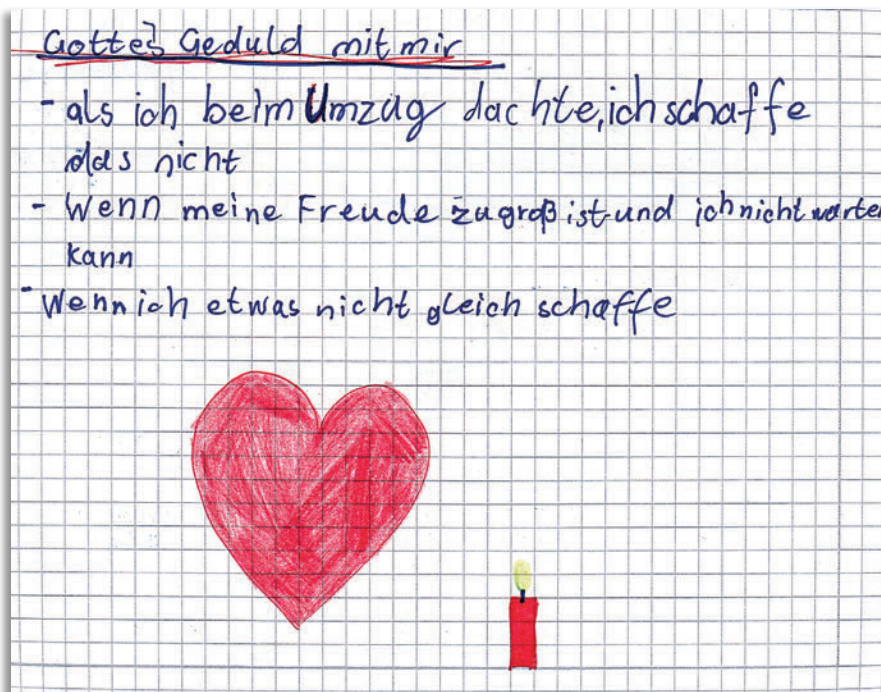 Gottes Geduld mit mir
- als ich beim Umzug dachte, ich schaffe
das nicht
- Wenn meine Freude zu groß ist und ich nicht warten
kann
- Wenn ich etwas nicht gleich schaffe